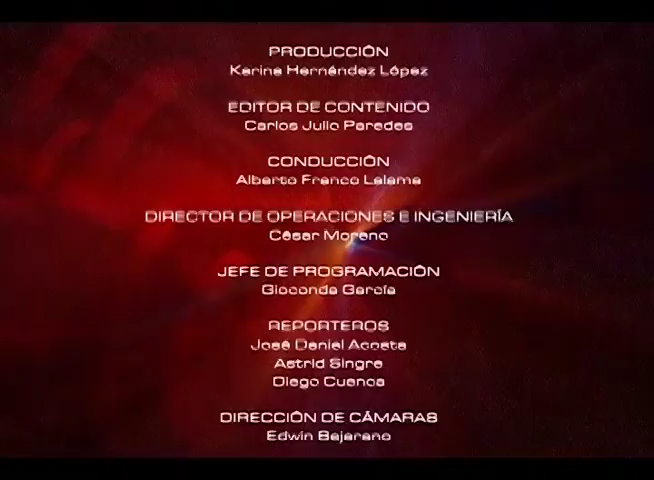 PRODUCCIÓN
Karina Hernández López
EDITOR DE CONTENIDO
Carlos Julio Paredes
CONDUCCIÓN
Alberto Franco Lalama
DIRECTOR DE OPERACIONES E INGENIERÍA
César Moreno
JEFE DE PROGRAMACIÓN
Gioconda García
REPORTEROS
José Daniel Acosta
Astrid Singre
Diego Cuenca
DIRECCIÓN DE CÁMARAS
Edwin Bejarano